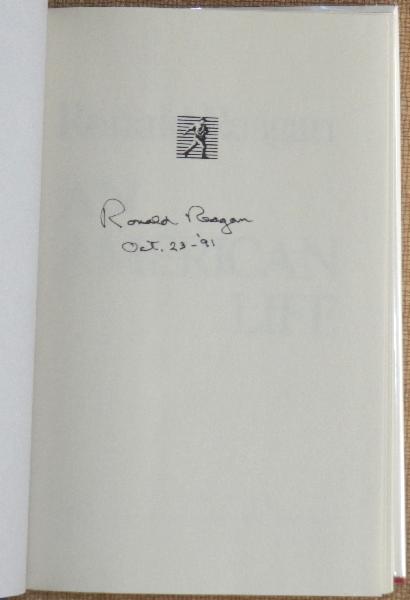 Ronald Reagan
Oct. 23-'91